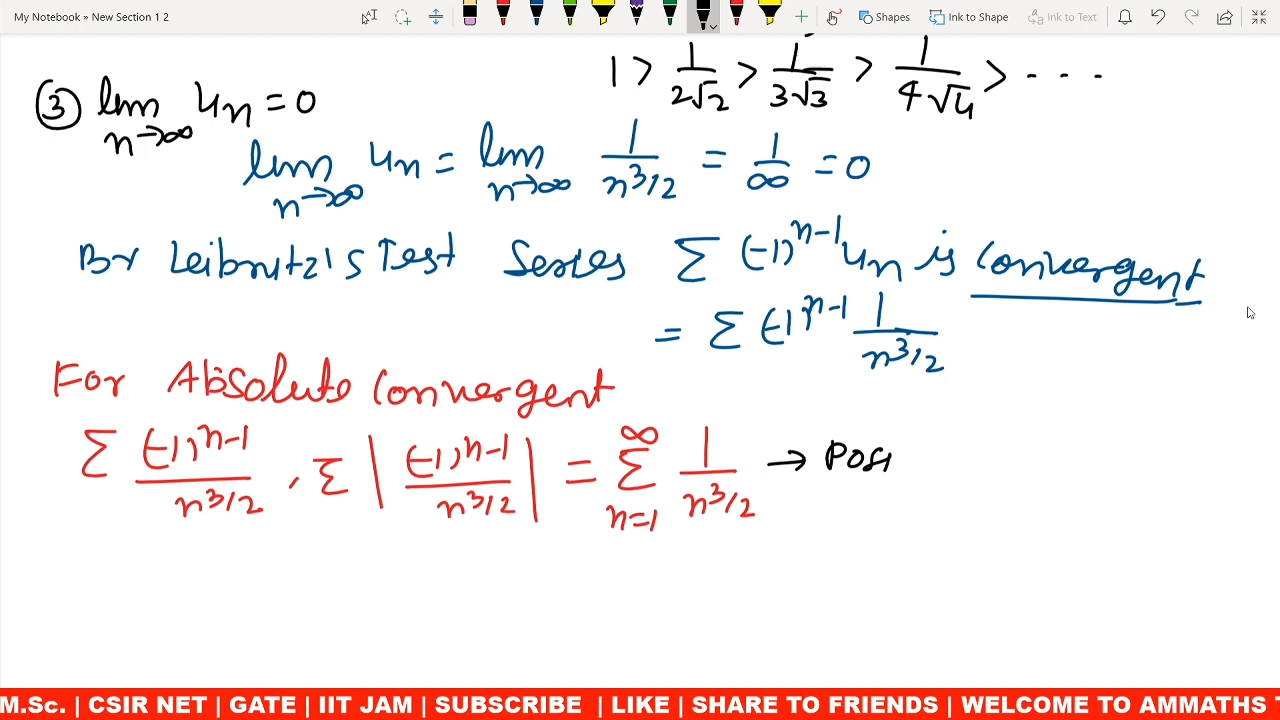 My Notebook » New Section 1 2
Shapes Ink to Shape Ink to Text
1 > 1/2√2 > 1/3√3 > 1/4√4 > - - -
③ lim n→∞ un = 0
lim n→∞ un = lim n→∞ 1/n^3/2 = 1/∞ = 0
By Leibnitz's Test Series Σ (-1)^n-1 un is convergent
= Σ (-1)^n-1 1/n^3/2
For Absolute Convergent
Σ (-1)^n-1/n^3/2 , Σ |(-1)^n-1/n^3/2| = Σ n=1 ∞ 1/n^3/2 → Posi
M.Sc. | CSIR NET | GATE | IIT JAM | SUBSCRIBE | LIKE | SHARE TO FRIENDS | WELCOME TO AMMATHS T